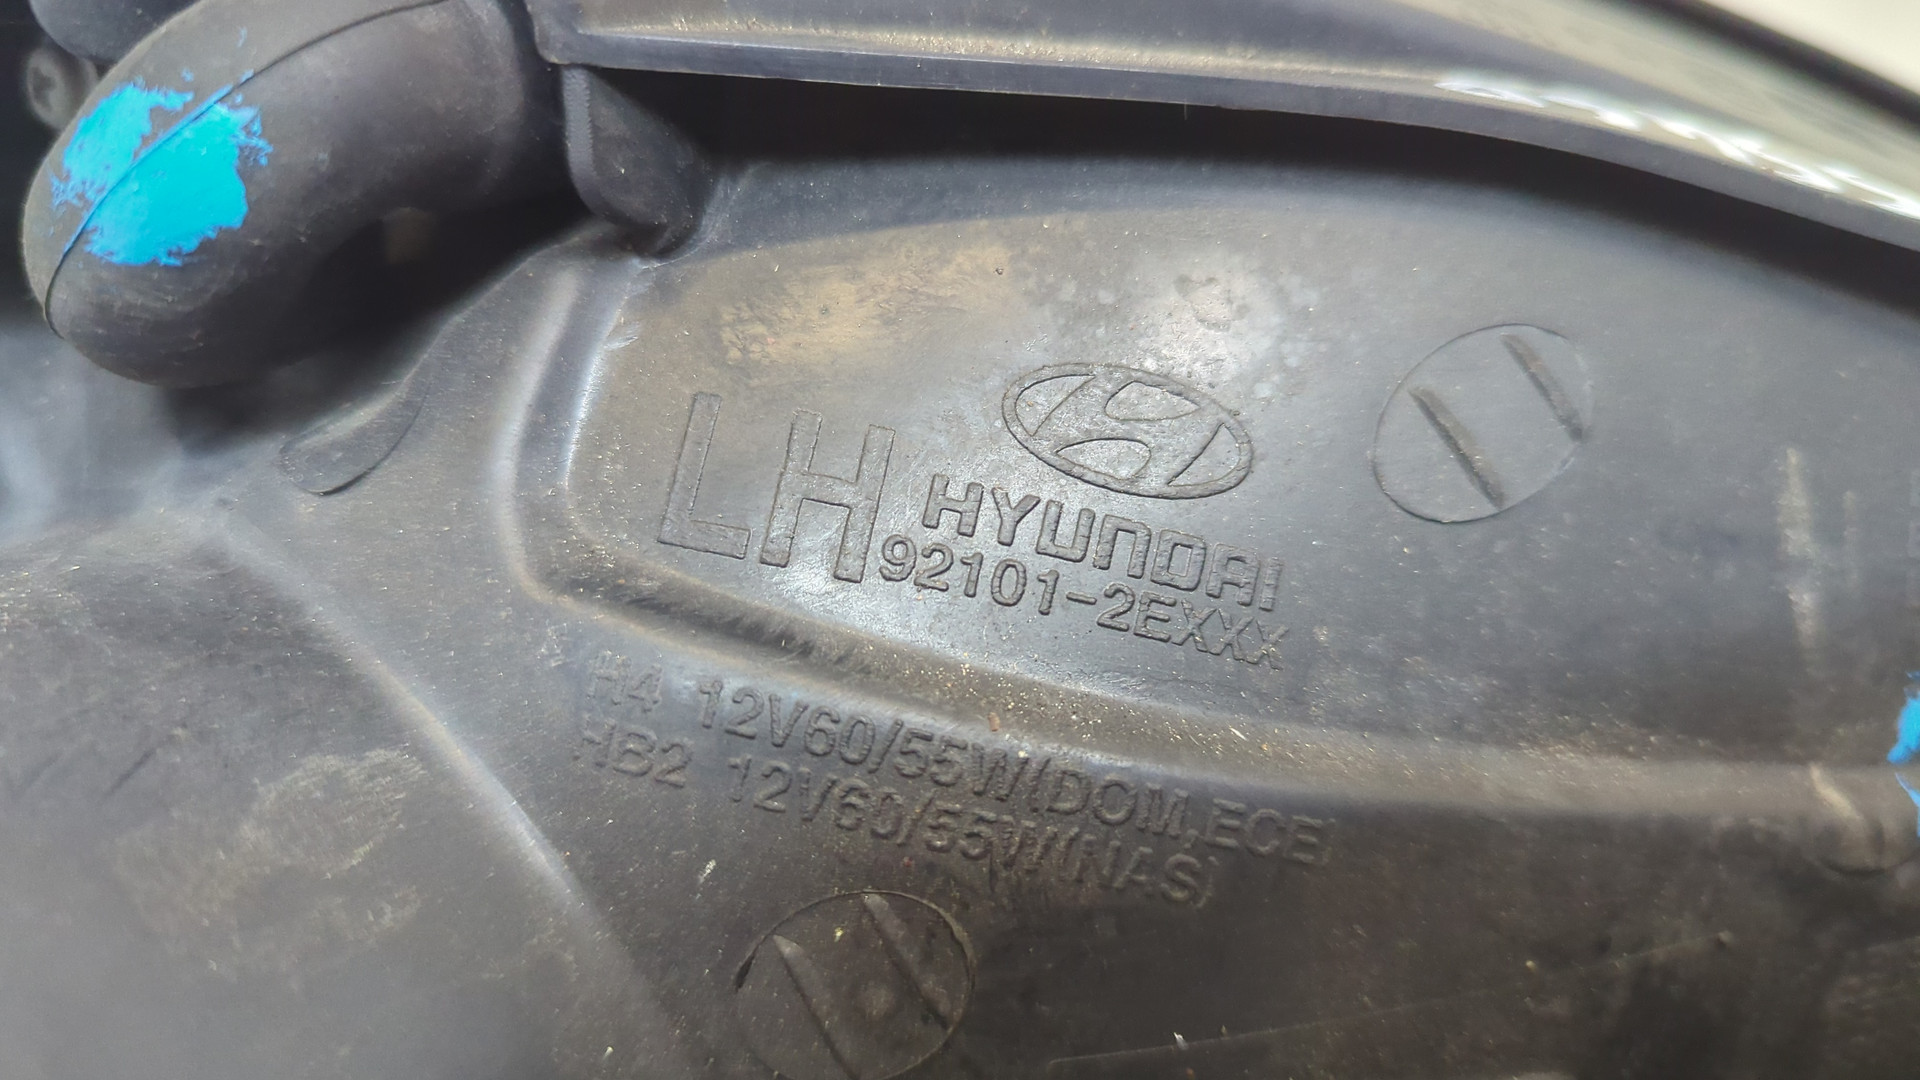 LH
HYUNDAI
92101-2EXXX
H4 12V60/55W(DOM,ECE)
HB2 12V60/55W(NAS)